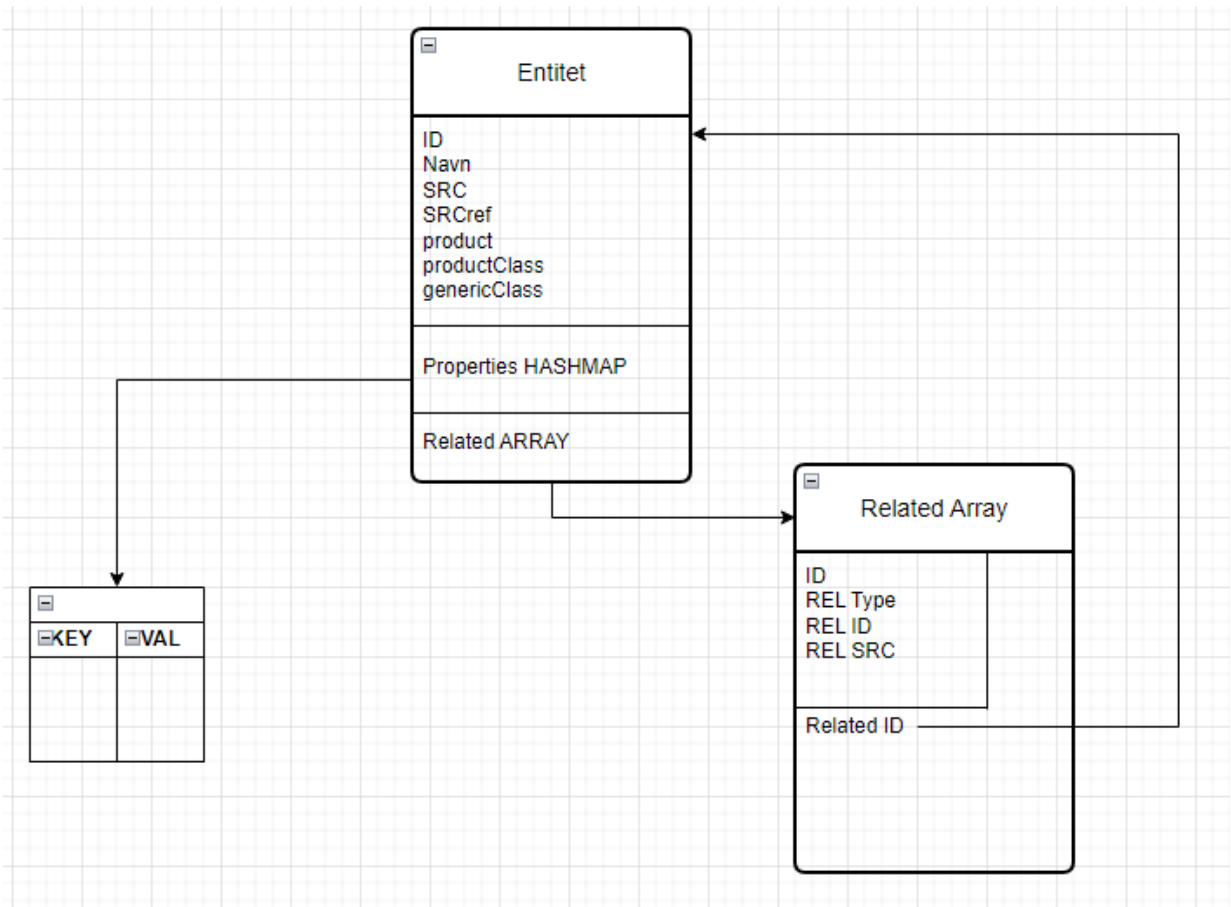 Entitet
ID
Navn
SRC
SRCref
product
productClass
genericClass
Properties HASHMAP
Related ARRAY
Related Array
ID
REL Type
REL ID
REL SRC
Related ID
KEY VAL